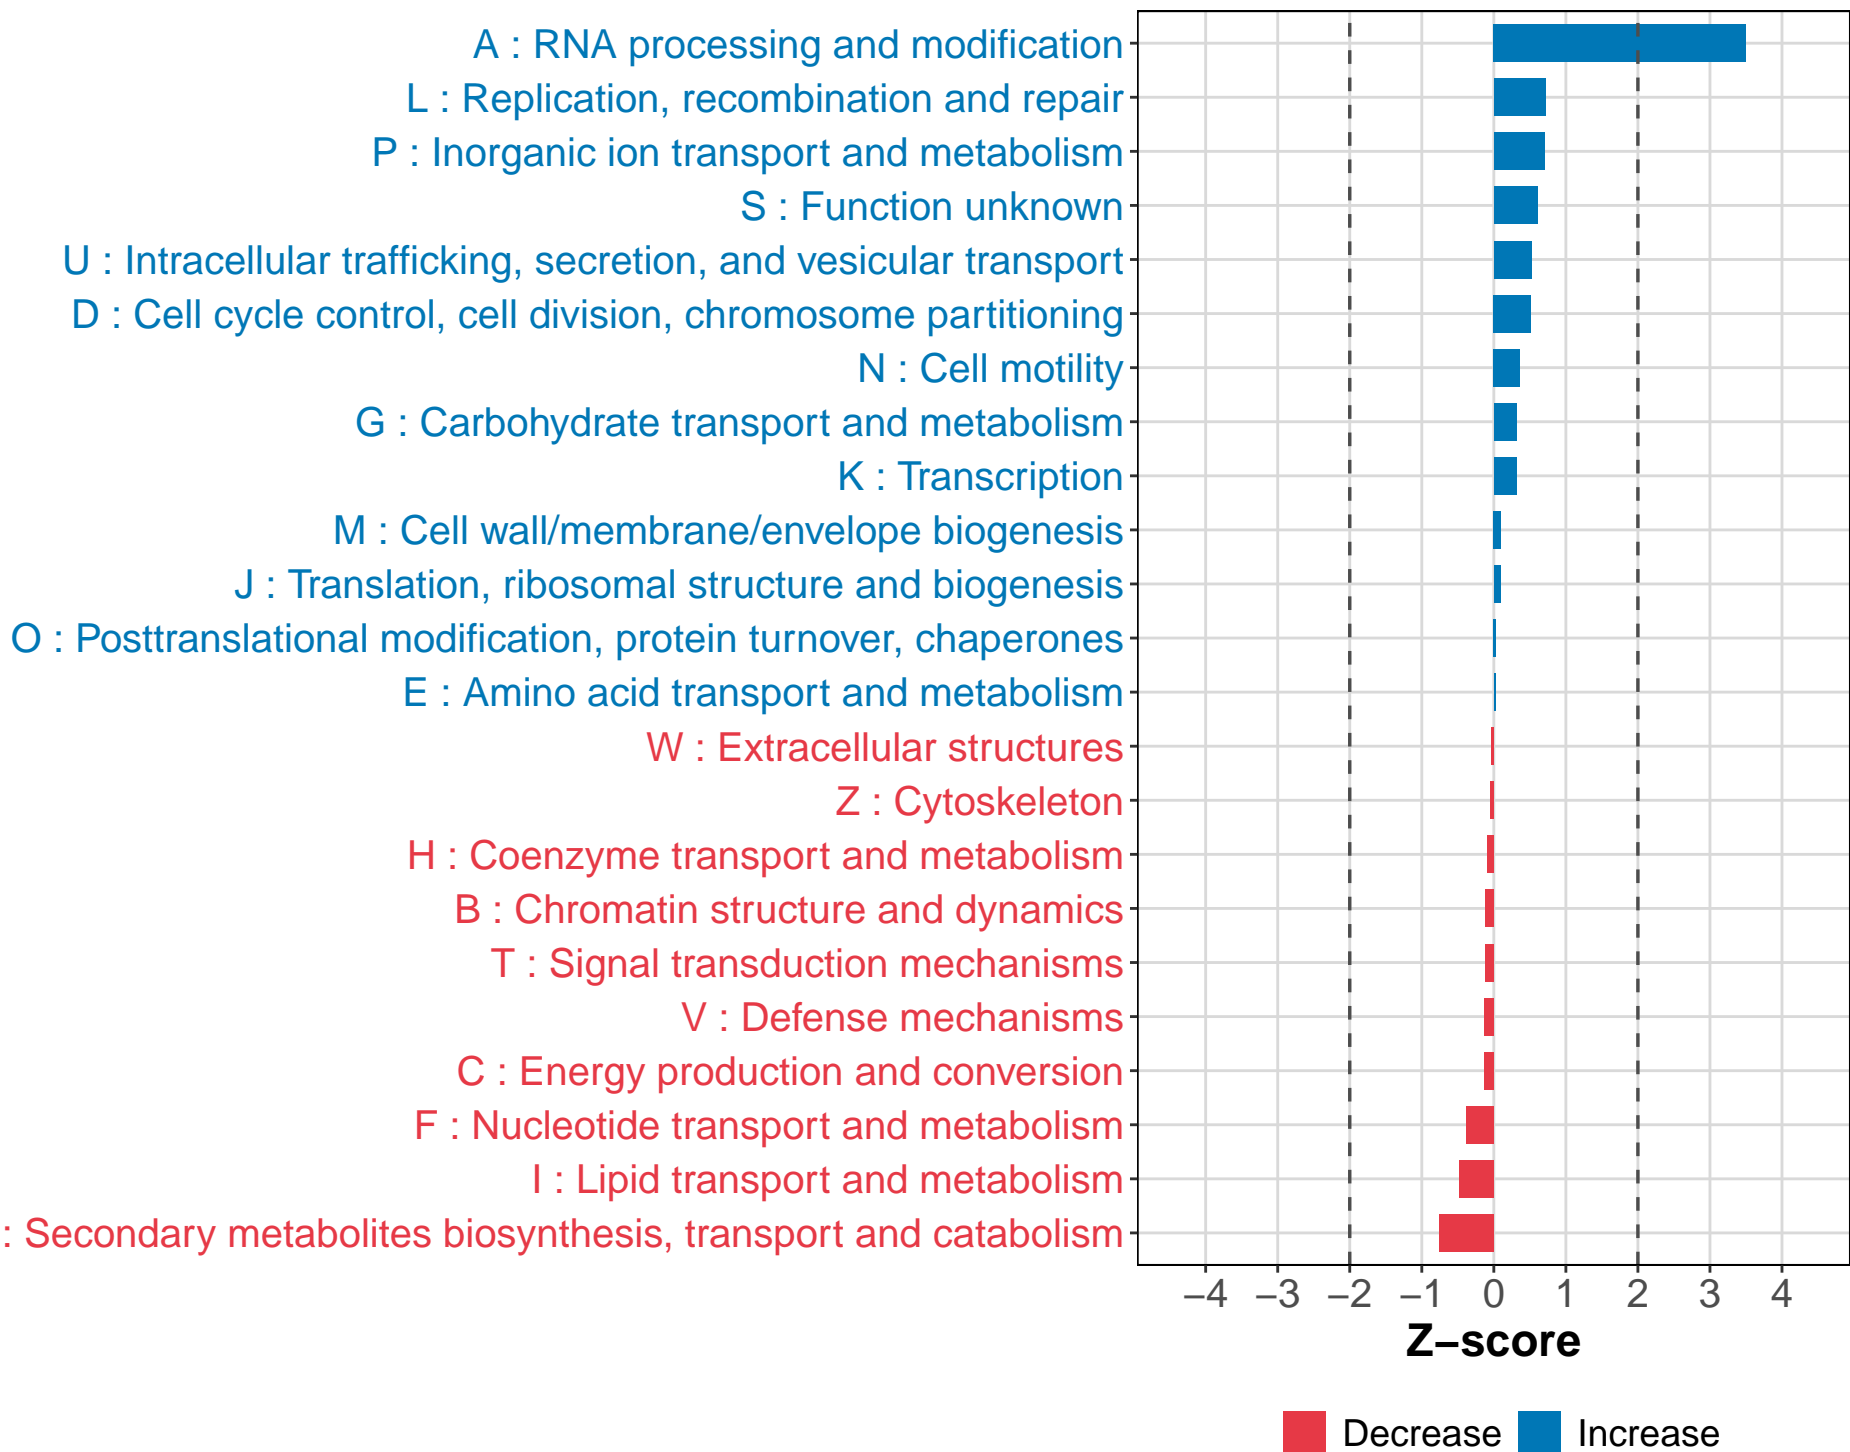 A : RNA processing and modification
L : Replication, recombination and repair
P : Inorganic ion transport and metabolism
S : Function unknown
U : Intracellular trafficking, secretion, and vesicular transport
D : Cell cycle control, cell division, chromosome partitioning
N : Cell motility
G : Carbohydrate transport and metabolism
K : Transcription
M : Cell wall/membrane/envelope biogenesis
J : Translation, ribosomal structure and biogenesis
O : Posttranslational modification, protein turnover, chaperones
E : Amino acid transport and metabolism
W : Extracellular structures
Z : Cytoskeleton
H : Coenzyme transport and metabolism
B : Chromatin structure and dynamics
T : Signal transduction mechanisms
V : Defense mechanisms
C : Energy production and conversion
F : Nucleotide transport and metabolism
I : Lipid transport and metabolism
: Secondary metabolites biosynthesis, transport and catabolism
−4 −3 −2 −1 0 1 2 3 4
Z−score
Decrease Increase